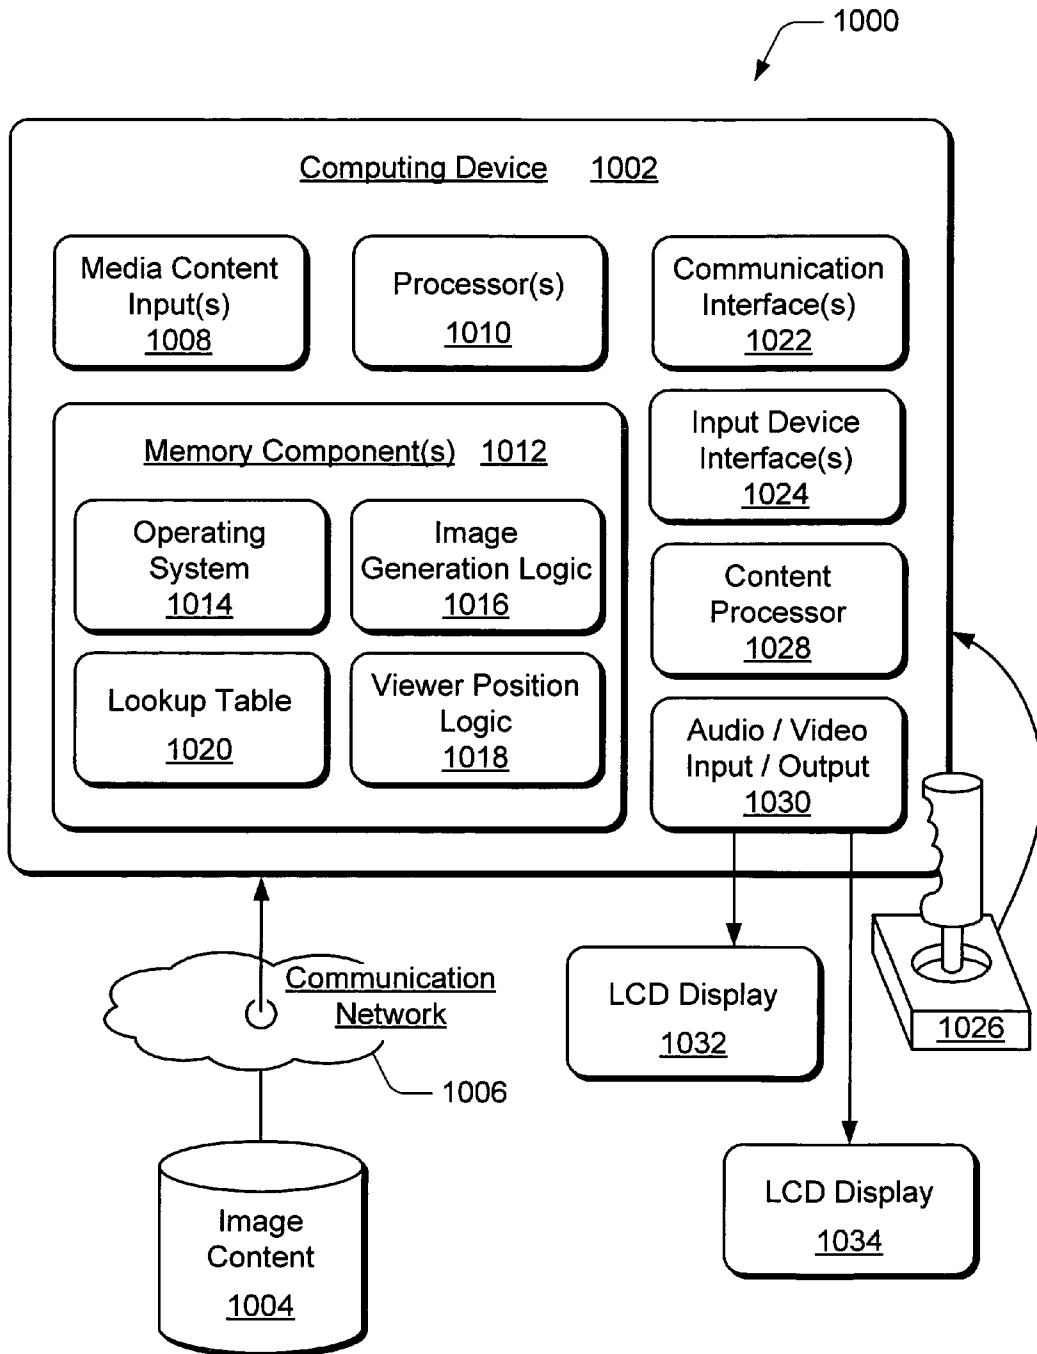 1000
Computing Device 1002
Media Content
Input(s)
1008
Processor(s)
1010
Communication
Interface(s)
1022
Memory Component(s) 1012
Input Device
Interface(s)
1024
Operating
System
1014
Image
Generation Logic
1016
Content
Processor
1028
Lookup Table
1020
Viewer Position
Logic
1018
Audio / Video
Input / Output
1030
Communication
Network
1006
LCD Display
1032
1026
Image
Content
1004
LCD Display
1034